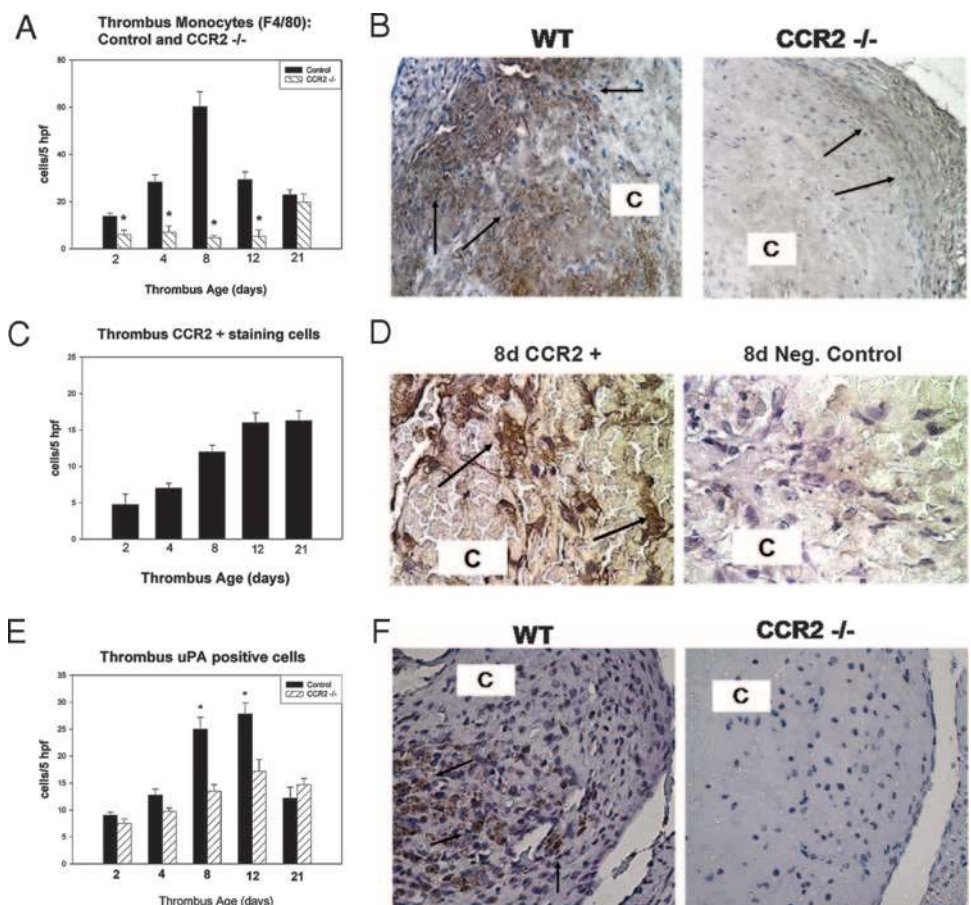 A
Thrombus Monocytes (F4/80):
Control and CCR2 -/-
80
60
40
20
0
cells/5 hpf
Control
CCR2 -/-
*
*
*
*
2 4 8 12 21
Thrombus Age (days)
B
WT
CCR2 -/-
C
C
C
Thrombus CCR2 + staining cells
25
20
15
10
5
0
cells/5 hpf
2 4 8 12 21
Thrombus Age (days)
D
8d CCR2 +
8d Neg. Control
C
C
E
Thrombus uPA positive cells
35
30
25
20
15
10
5
0
cells/5 hpf
Control
CCR2 -/-
*
*
2 4 8 12 21
Thrombus Age (days)
F
WT
CCR2 -/-
C
C